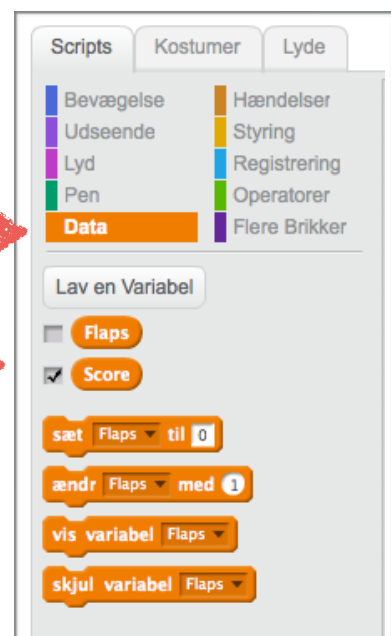 Scripts Kostumer Lyde
Bevægelse Hændelser
Udseende Styring
Lyd Registrering
Pen Operatorer
Data Flere Brikker
Lav en Variabel
Flaps
Score
sæt Flaps til 0
ændr Flaps med 1
vis variabel Flaps
skjul variabel Flaps